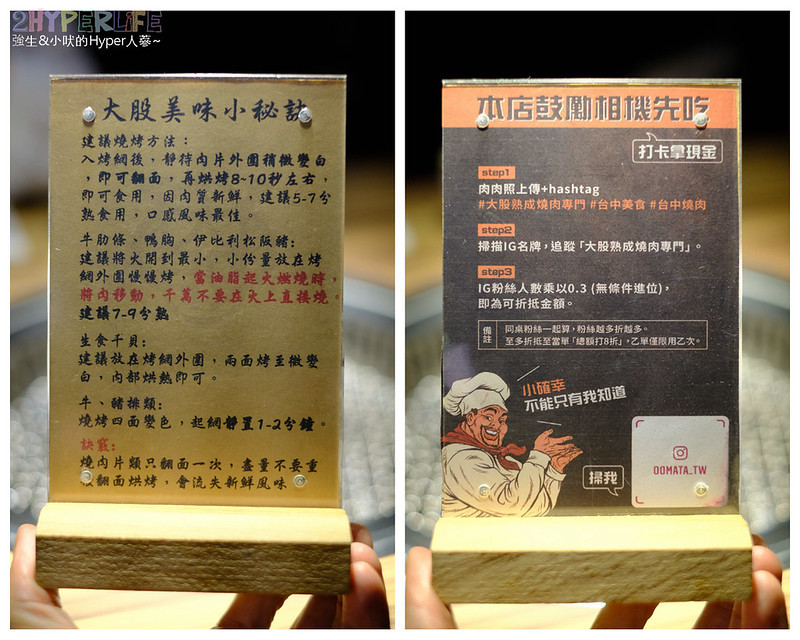 2HYPERLiFE
強生&小吠的Hyper人蔘~
大股美味小秘訣
建議燒烤方法：
入烤網後，靜待肉片外圍稍微變白
，即可翻面，再烘烤8~10秒左右，
即可食用，因肉質新鮮，建議5-7分
熟食用，口感風味最佳。
牛肋條、鴨胸、伊比利松阪豬：
建議將火開到最小，小份量放在烤
網外圍慢慢烤，當油脂起火燃燒時，
將肉移動，千萬不要在火上直接燒。
建議7-9分熟
生食干貝：
建議放在烤網外圍，兩面烤至微變
白，內部烘熱即可。
牛、豬排類：
燒烤四面變色，起網靜置1-2分鐘。
訣竅：
燒肉片類只翻面一次，盡量不要重
翻面烘烤，會流失新鮮風味
本店鼓勵相機先吃
打卡拿現金
step1
肉肉照上傳+hashtag
#大股熟成燒肉專門 #台中美食 #台中燒肉
step2
掃描IG名牌，追蹤「大股熟成燒肉專門」。
step3
IG粉絲人數乘以0.3 (無條件進位)，
即為可折抵金額。
備註
同桌粉絲一起算，粉絲越多折越多。
至多折抵至當單「總額打8折」，乙單僅限用乙次。
小確幸
不能只有我知道
掃我
OOMATA_TW